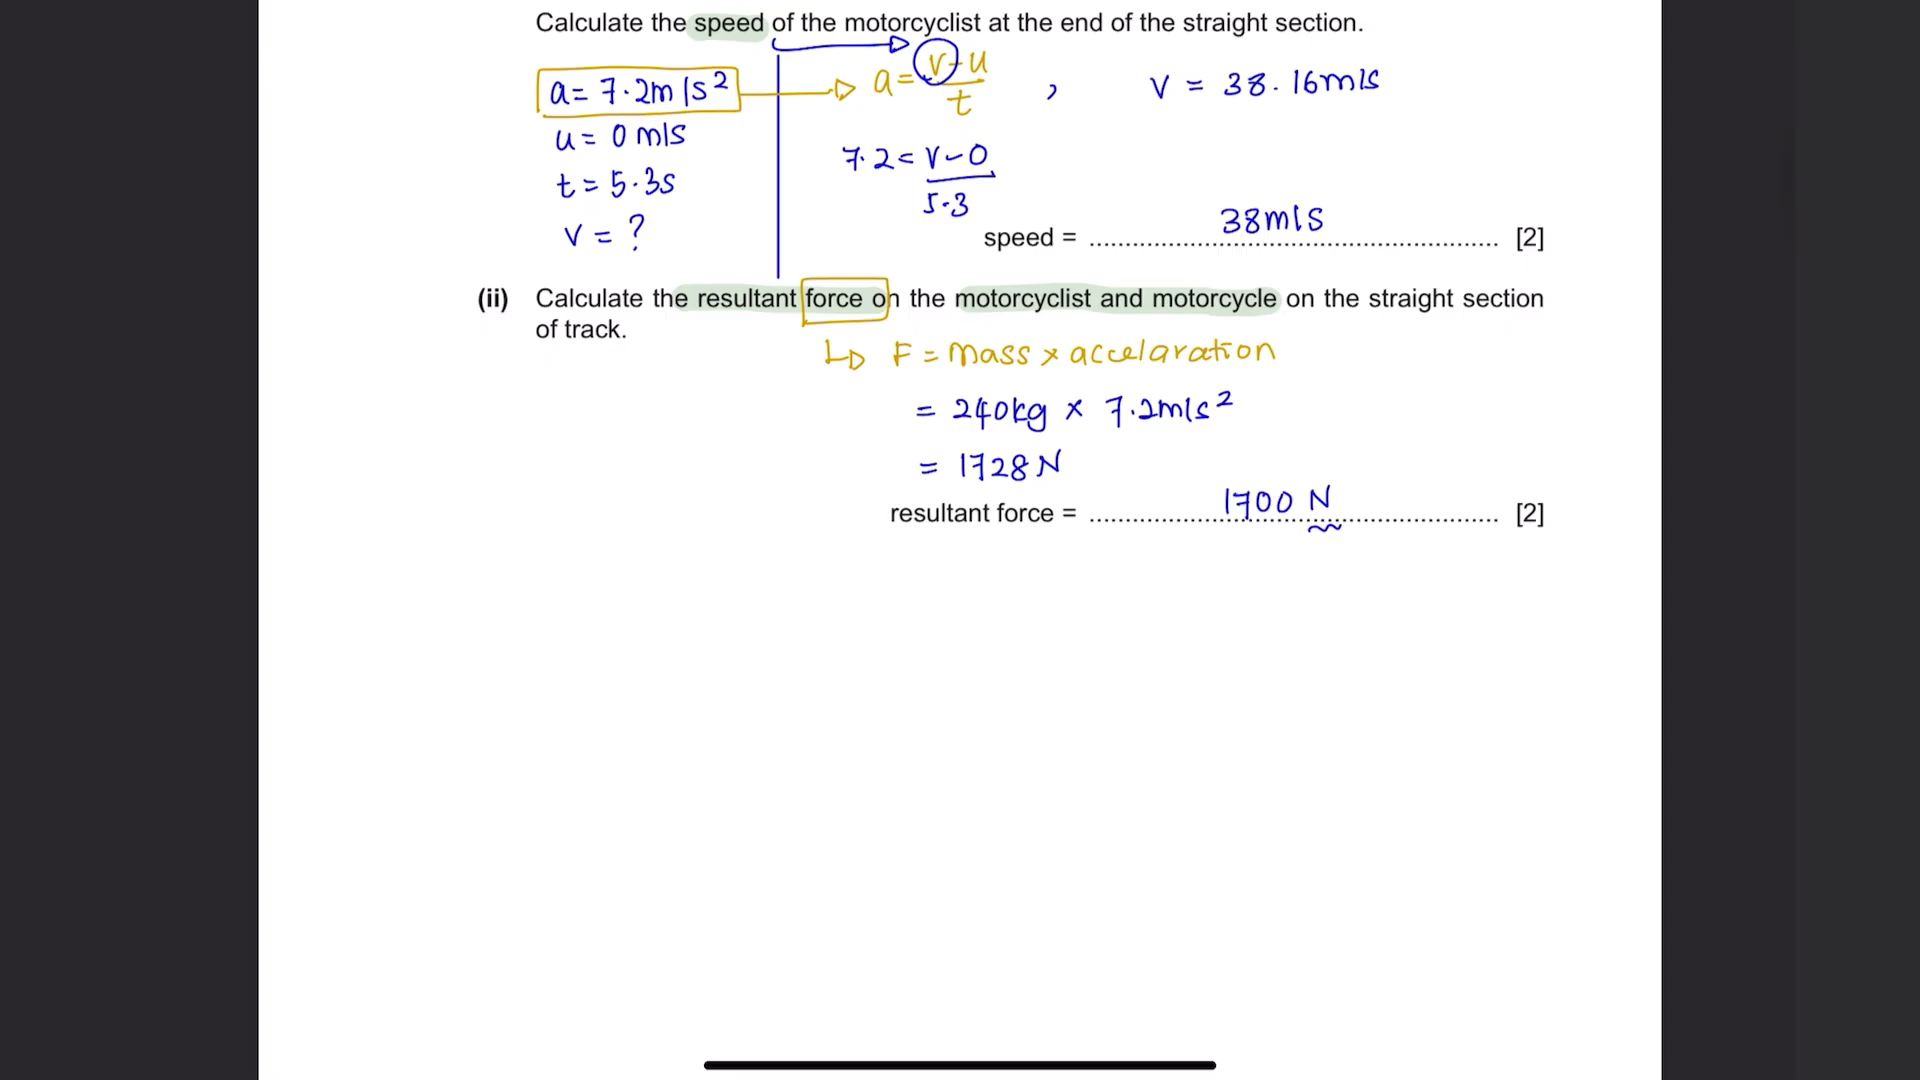 Calculate the speed of the motorcyclist at the end of the straight section.
a = 7.2m/s²
u = 0 m/s
t = 5.3s
v = ?
a = v-u
t
,
7.2 = v-0
5.3
v = 38.16m/s
speed = 38m/s [2]
(ii) Calculate the resultant force on the motorcyclist and motorcycle on the straight section
of track.
F = mass x accelaration
= 240kg x 7.2m/s²
= 1728 N
resultant force = 1700 N [2]